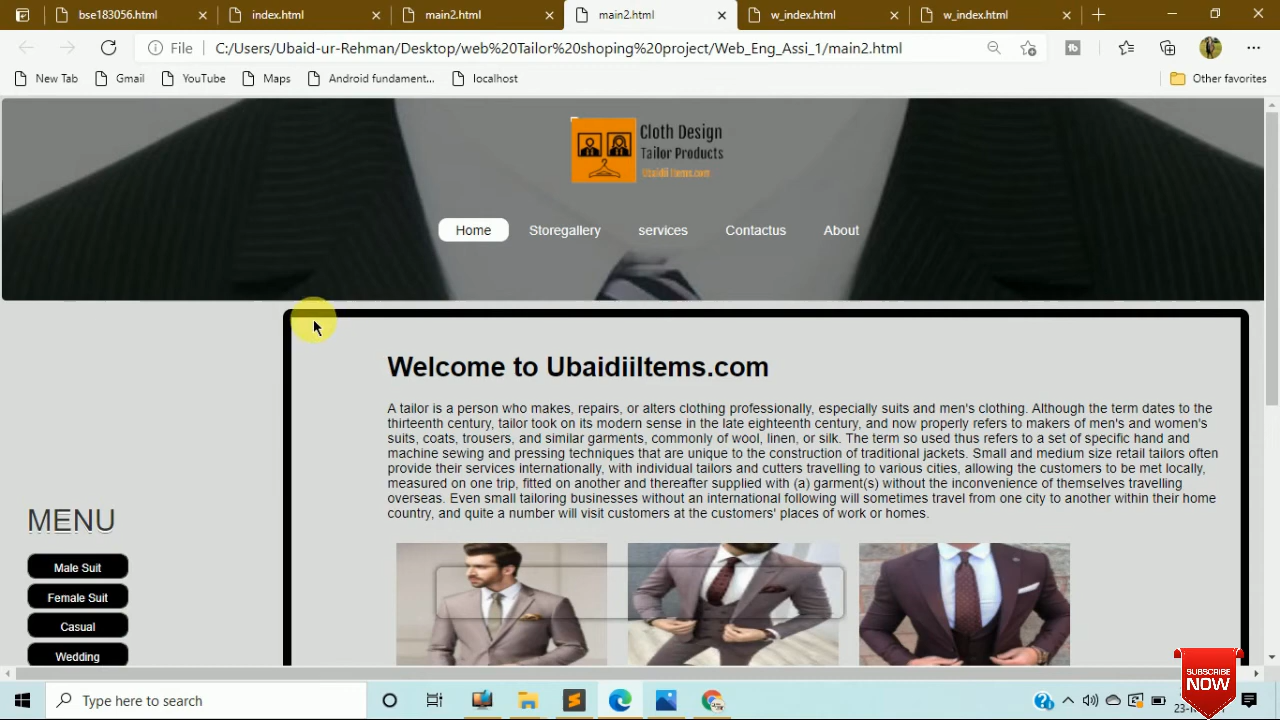 bse183056.html
index.html
main2.html
main2.html
w_index.html
w_index.html
File
C:/Users/Ubaid-ur-Rehman/Desktop/web%20Tailor%20shoping%20project/Web_Eng_Assi_1/main2.html
New Tab
Gmail
YouTube
Maps
Android fundament...
localhost
Other favorites
Cloth Design
Tailor Products
Ubaidii Items.com
Home
Storegallery
services
Contactus
About
Welcome to UbaidiiItems.com
A tailor is a person who makes, repairs, or alters clothing professionally, especially suits and men's clothing. Although the term dates to the
thirteenth century, tailor took on its modern sense in the late eighteenth century, and now properly refers to makers of men's and women's
suits, coats, trousers, and similar garments, commonly of wool, linen, or silk. The term so used thus refers to a set of specific hand and
machine sewing and pressing techniques that are unique to the construction of traditional jackets. Small and medium size retail tailors often
provide their services internationally, with individual tailors and cutters travelling to various cities, allowing the customers to be met locally,
measured on one trip, fitted on another and thereafter supplied with (a) garment(s) without the inconvenience of themselves travelling
overseas. Even small tailoring businesses without an international following will sometimes travel from one city to another within their home
country, and quite a number will visit customers at the customers' places of work or homes.
MENU
Male Suit
Female Suit
Casual
Wedding
SUBSCRIBE
NOW
Type here to search